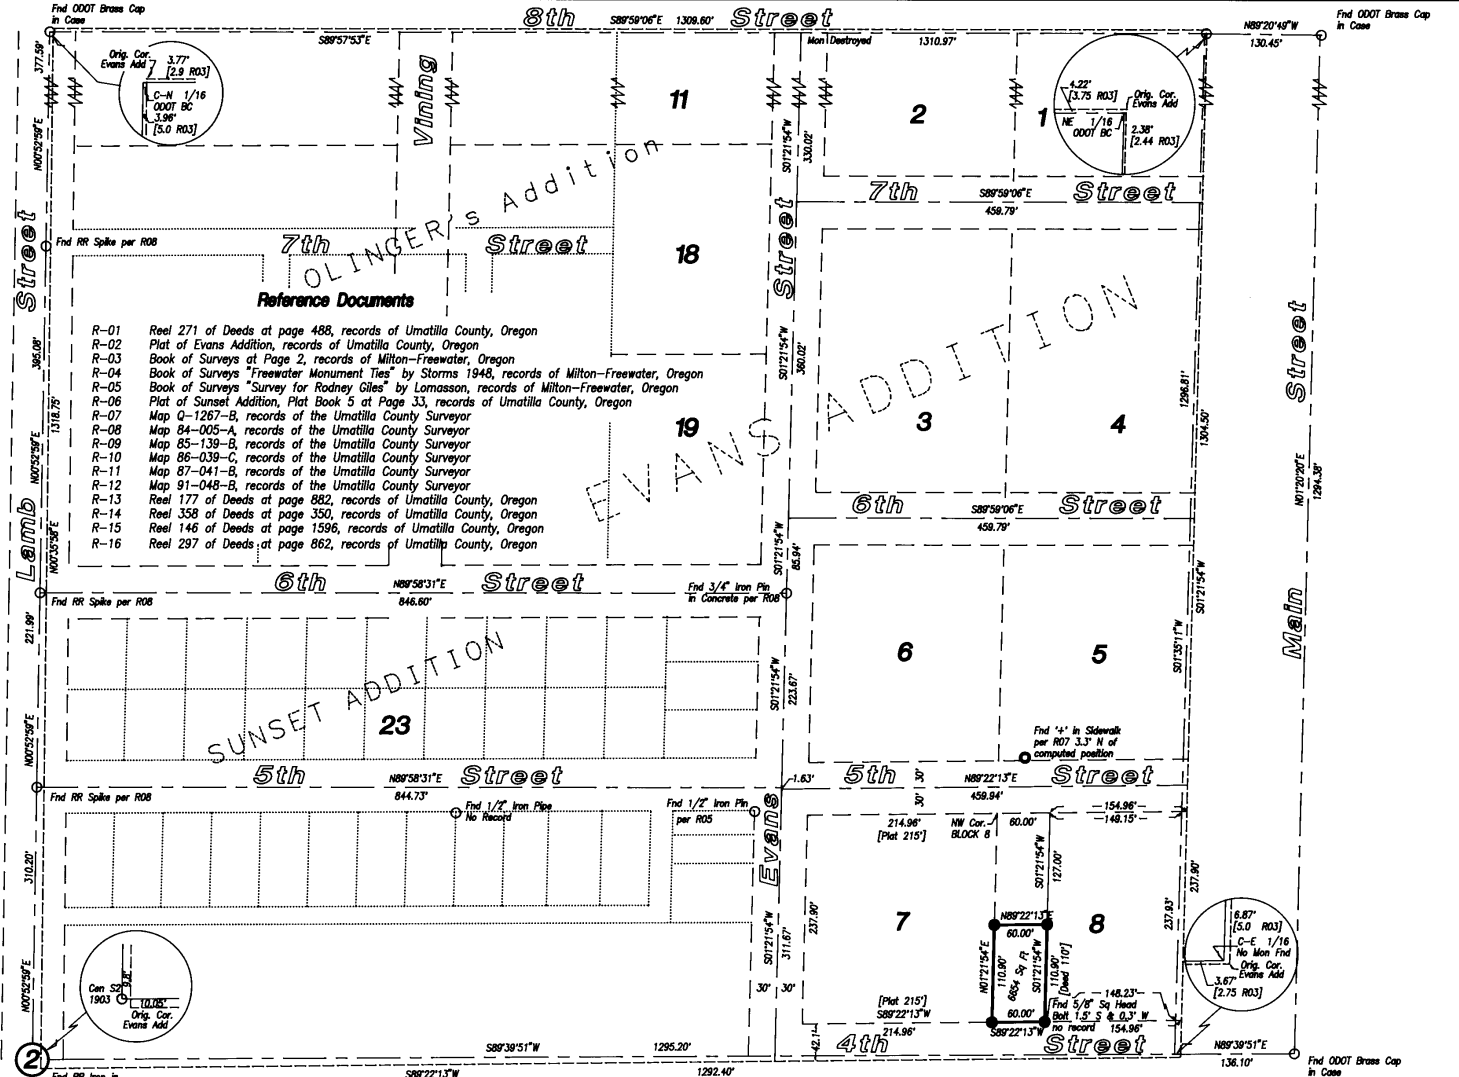 Fnd ODOT Brass Cap
in Case
8th Street
S89°59'06"E 1309.60'
N89°20'49"W
130.45'
Fnd ODOT Brass Cap
in Case
S89°57'53"E
Mon Destroyed
1310.97'
377.59'
Orig. Cor.
Evans Add
3.77'
[2.9 R03]
C-N 1/16
ODOT BC
3.96'
[5.0 R03]
Vining
11
2
1
4.22'
[3.75 R03]
Orig. Cor.
Evans Add
NE 1/16
ODOT BC
2.38'
[2.44 R03]
N00°52'59"E
S01°21'54"W
330.02'
7th Street
S89°59'06"E
459.79'
Lamb Street
Fnd RR Spike per R08
7th Street
OLINGER's Addition
18
Evans Street
EVANS ADDITION
Main Street
Reference Documents
R-01 Reel 271 of Deeds at page 488, records of Umatilla County, Oregon
R-02 Plat of Evans Addition, records of Umatilla County, Oregon
R-03 Book of Surveys at Page 2, records of Milton-Freewater, Oregon
R-04 Book of Surveys "Freewater Monument Ties" by Storms 1948, records of Milton-Freewater, Oregon
R-05 Book of Surveys "Survey for Rodney Giles" by Lomasson, records of Milton-Freewater, Oregon
R-06 Plat of Sunset Addition, Plat Book 5 at Page 33, records of Umatilla County, Oregon
R-07 Map Q-1267-B, records of the Umatilla County Surveyor
R-08 Map 84-005-A, records of the Umatilla County Surveyor
R-09 Map 85-139-B, records of the Umatilla County Surveyor
R-10 Map 86-039-C, records of the Umatilla County Surveyor
R-11 Map 87-041-B, records of the Umatilla County Surveyor
R-12 Map 91-048-B, records of the Umatilla County Surveyor
R-13 Reel 177 of Deeds at page 882, records of Umatilla County, Oregon
R-14 Reel 358 of Deeds at page 350, records of Umatilla County, Oregon
R-15 Reel 146 of Deeds at page 1596, records of Umatilla County, Oregon
R-16 Reel 297 of Deeds at page 862, records of Umatilla County, Oregon
395.08'
1318.75'
N00°52'59"E
N00°35'58"E
S01°21'54"W
360.02'
19
3
4
1296.81'
1304.50'
N01°20'20"E
1294.38'
6th Street
S89°59'06"E
459.79'
S01°21'54"W
85.94'
6th Street
N89°58'31"E
846.60'
Fnd 3/4" Iron Pin
in Concrete per R08
Fnd RR Spike per R08
221.99'
S01°21'54"W
S01°35'11"W
6
5
SUNSET ADDITION
23
S01°21'54"W
223.67'
N00°52'59"E
Fnd '+' in Sidewalk
per R07 3.3' N of
computed position
5th Street
N89°58'31"E
844.73'
1.63'
5th Street
N89°22'13"E
459.94'
30'
30'
Fnd RR Spike per R08
Fnd 1/2" Iron Pipe
No Record
Fnd 1/2" Iron Pin
per R05
214.96'
[Plat 215']
NW Cor.
BLOCK 8
60.00'
154.96'
149.15'
S01°21'54"W
127.00'
310.20'
237.90'
237.90'
237.93'
7
8
N89°22'13"E
60.00'
N01°21'54"E
110.90'
6654 Sq Ft
S01°21'54"W
110.90'
[Deed 110']
6.87'
[5.0 R03]
C-E 1/16
No Mon Fnd
Orig. Cor.
Evans Add
3.67'
[2.75 R03]
S01°21'54"W
311.67'
30'
30'
N00°52'59"E
Cen S2
1903
9.8'
10.05'
Orig. Cor.
Evans Add
[Plat 215']
S89°22'13"W
214.96'
60.00'
S89°22'13"W
148.23'
Fnd 5/8" Sq Head
Bolt 1.5' S & 0.3' W
no record
154.96'
42.1'
4th Street
2
S89°39'51"W 1295.20'
S89°22'13"W 1292.40'
N89°39'51"E
136.10'
Fnd ODOT Brass Cap
in Case
Fnd RR Iron in